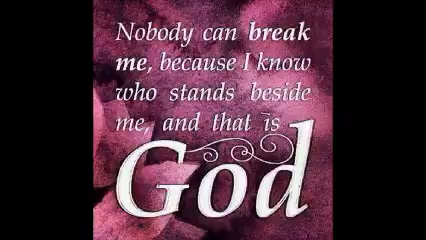 Nobody can break
me, because I know
who stands beside
me, and that is
God